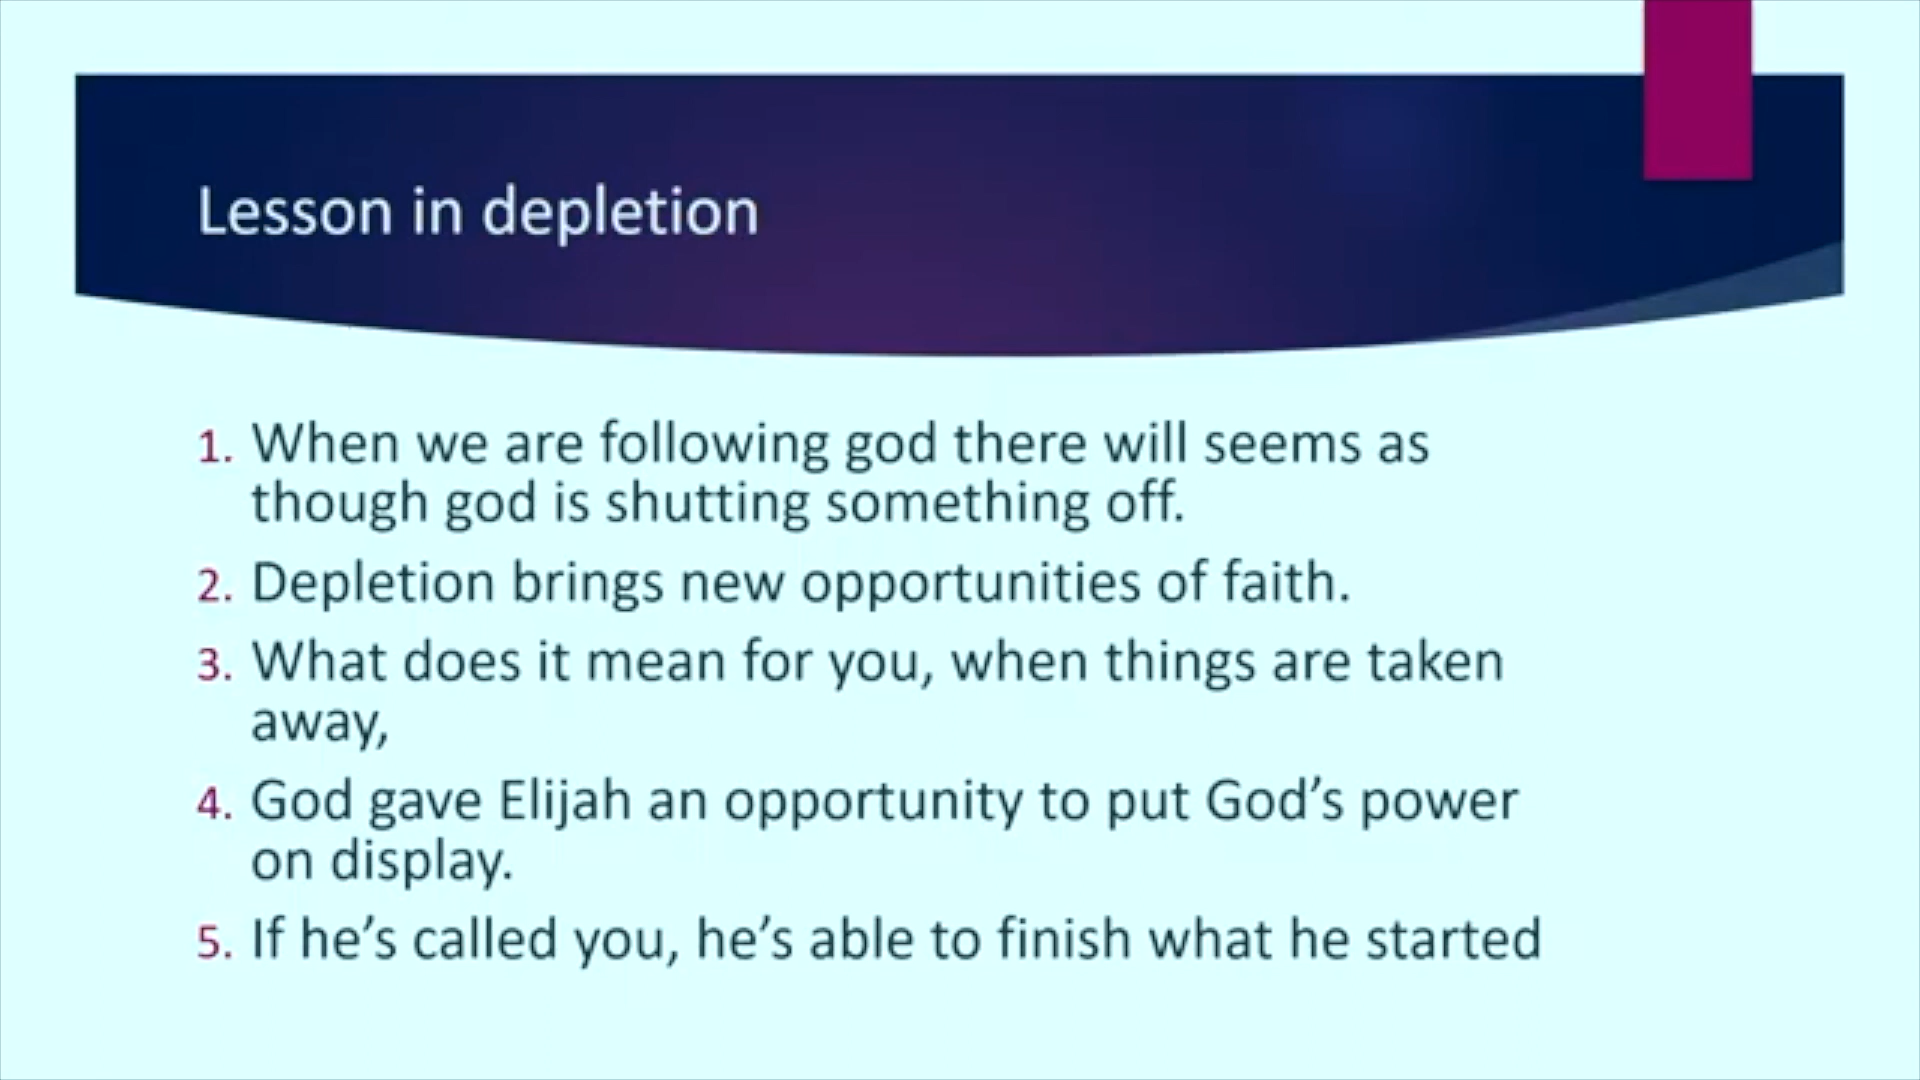 Lesson in depletion
1. When we are following god there will seems as
though god is shutting something off.
2. Depletion brings new opportunities of faith.
3. What does it mean for you, when things are taken
away,
4. God gave Elijah an opportunity to put God’s power
on display.
5. If he’s called you, he’s able to finish what he started